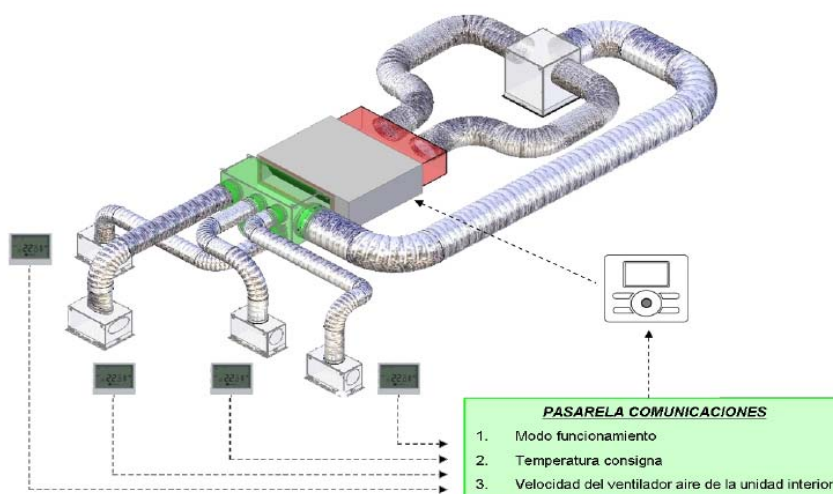 PASARELA COMUNICACIONES
1. Modo funcionamiento
2. Temperatura consigna
3. Velocidad del ventilador aire de la unidad interior